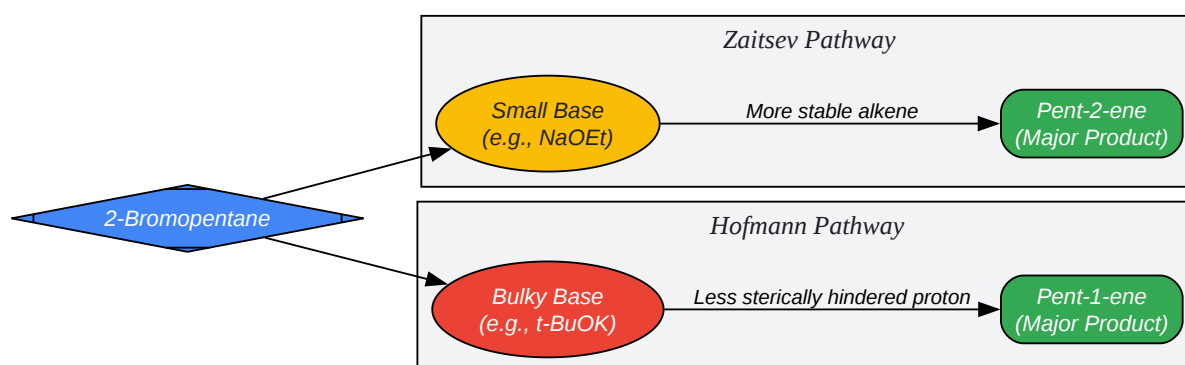 Zaitsev Pathway
Small Base
(e.g., NaOEt)
More stable alkene
Pent-2-ene
(Major Product)
2-Bromopentane
Hofmann Pathway
Bulky Base
(e.g., t-BuOK)
Less sterically hindered proton
Pent-1-ene
(Major Product)